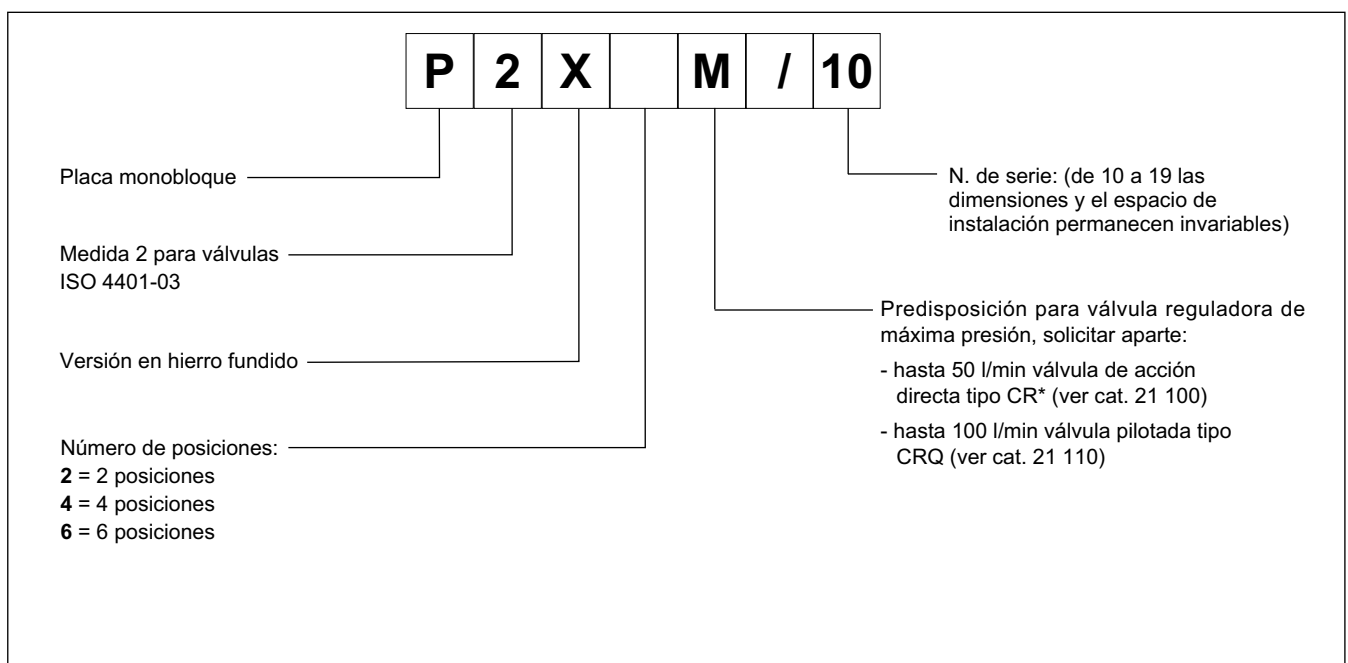 P 2 X M / 10
Placa monobloque
Medida 2 para válvulas
ISO 4401-03
Versión en hierro fundido
Número de posiciones:
2 = 2 posiciones
4 = 4 posiciones
6 = 6 posiciones
N. de serie: (de 10 a 19 las
dimensiones y el espacio de
instalación permanecen invariables)
Predisposición para válvula reguladora de
máxima presión, solicitar aparte:
- hasta 50 l/min válvula de acción
directa tipo CR* (ver cat. 21 100)
- hasta 100 l/min válvula pilotada tipo
CRQ (ver cat. 21 110)